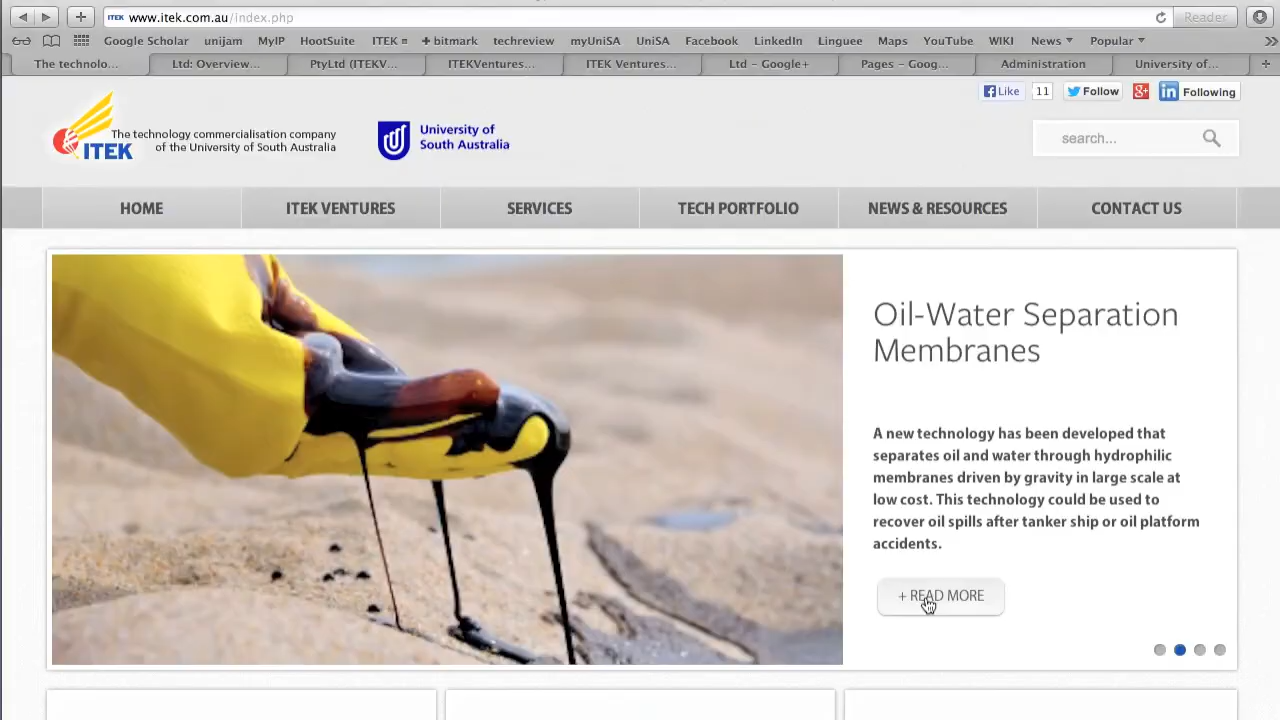 ITEK www.itek.com.au/index.php
Reader
Google Scholar unijam MyIP HootSuite ITEK bitmark techreview myUniSA UniSA Facebook LinkedIn Linguee Maps YouTube WIKI News Popular
The technolo... Ltd: Overview... PtyLtd (ITEKV... ITEKVentures... ITEK Ventures... Ltd – Google+ Pages – Goog... Administration University of...
Like 11 Follow g+ in Following
ITEK
The technology commercialisation company
of the University of South Australia
University of
South Australia
search...
HOME ITEK VENTURES SERVICES TECH PORTFOLIO NEWS & RESOURCES CONTACT US
Oil-Water Separation
Membranes
A new technology has been developed that
separates oil and water through hydrophilic
membranes driven by gravity in large scale at
low cost. This technology could be used to
recover oil spills after tanker ship or oil platform
accidents.
+ READ MORE